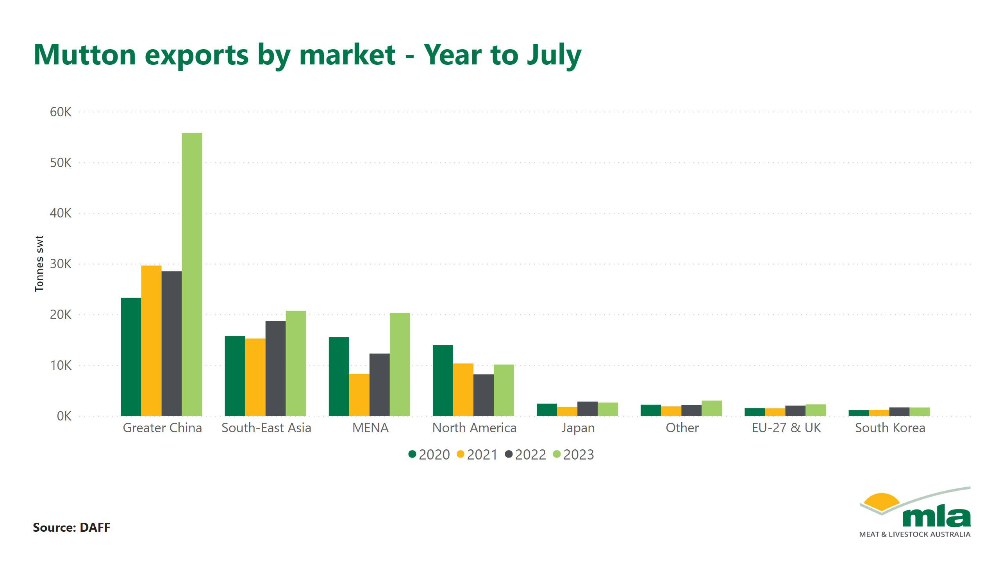 Mutton exports by market - Year to July
60K
50K
40K
30K
20K
10K
0K
Tonnes swt
Greater China South-East Asia MENA North America Japan Other EU-27 & UK South Korea
2020 2021 2022 2023
Source: DAFF
mla
MEAT & LIVESTOCK AUSTRALIA